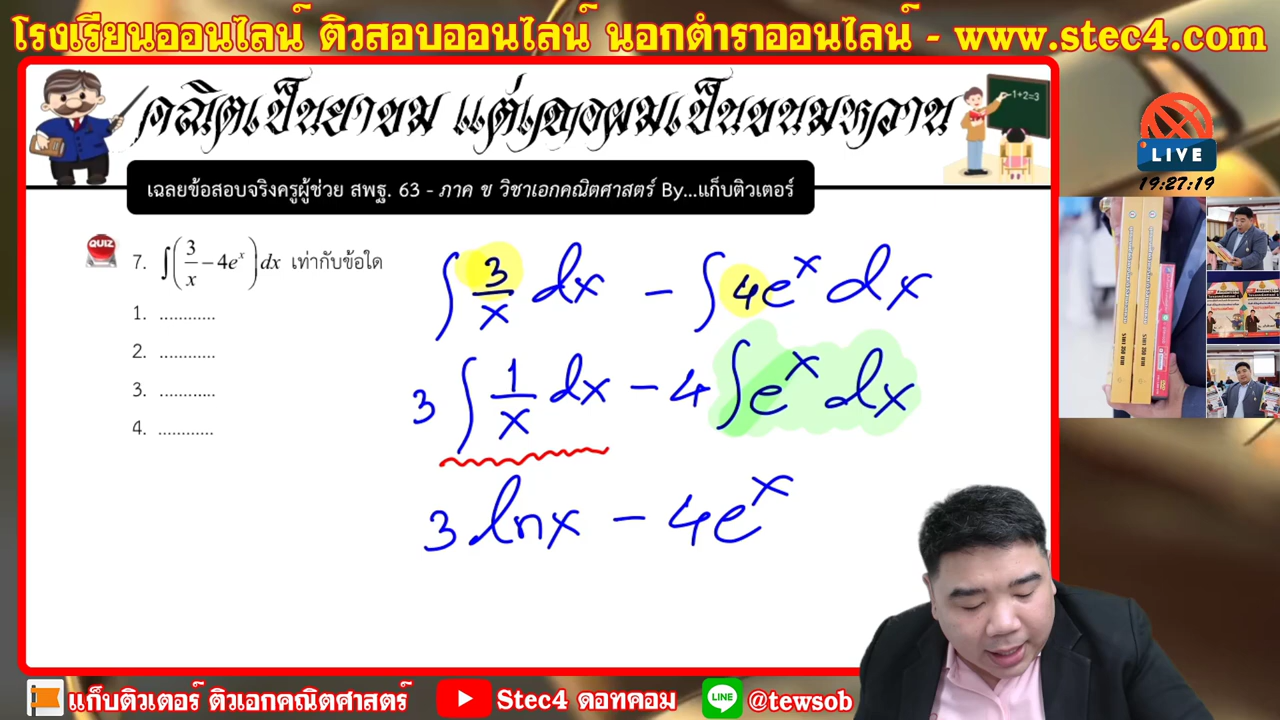 โรงเรียนออนไลน์ ติวสอบออนไลน์ นอกตำราออนไลน์ - www.stec4.com
คณิตเป็นยาขม แต่เธอผมเป็นขนมหวาน
1+2=3
LIVE
19:27:19
เฉลยข้อสอบจริงครูผู้ช่วย สพฐ. 63 - ภาค ข วิชาเอกคณิตศาสตร์ By...แก็บติวเตอร์
QUIZ
7. ∫(3/x − 4eˣ)dx เท่ากับข้อใด
1. ............
2. ............
3. ............
4. ............
∫ 3/x dx − ∫ 4eˣ dx
3 ∫ 1/x dx − 4 ∫ eˣ dx
3 ln x − 4eˣ
แก็บติวเตอร์ ติวเอกคณิตศาสตร์
Stec4 ดอทคอม
LINE
@tewsob